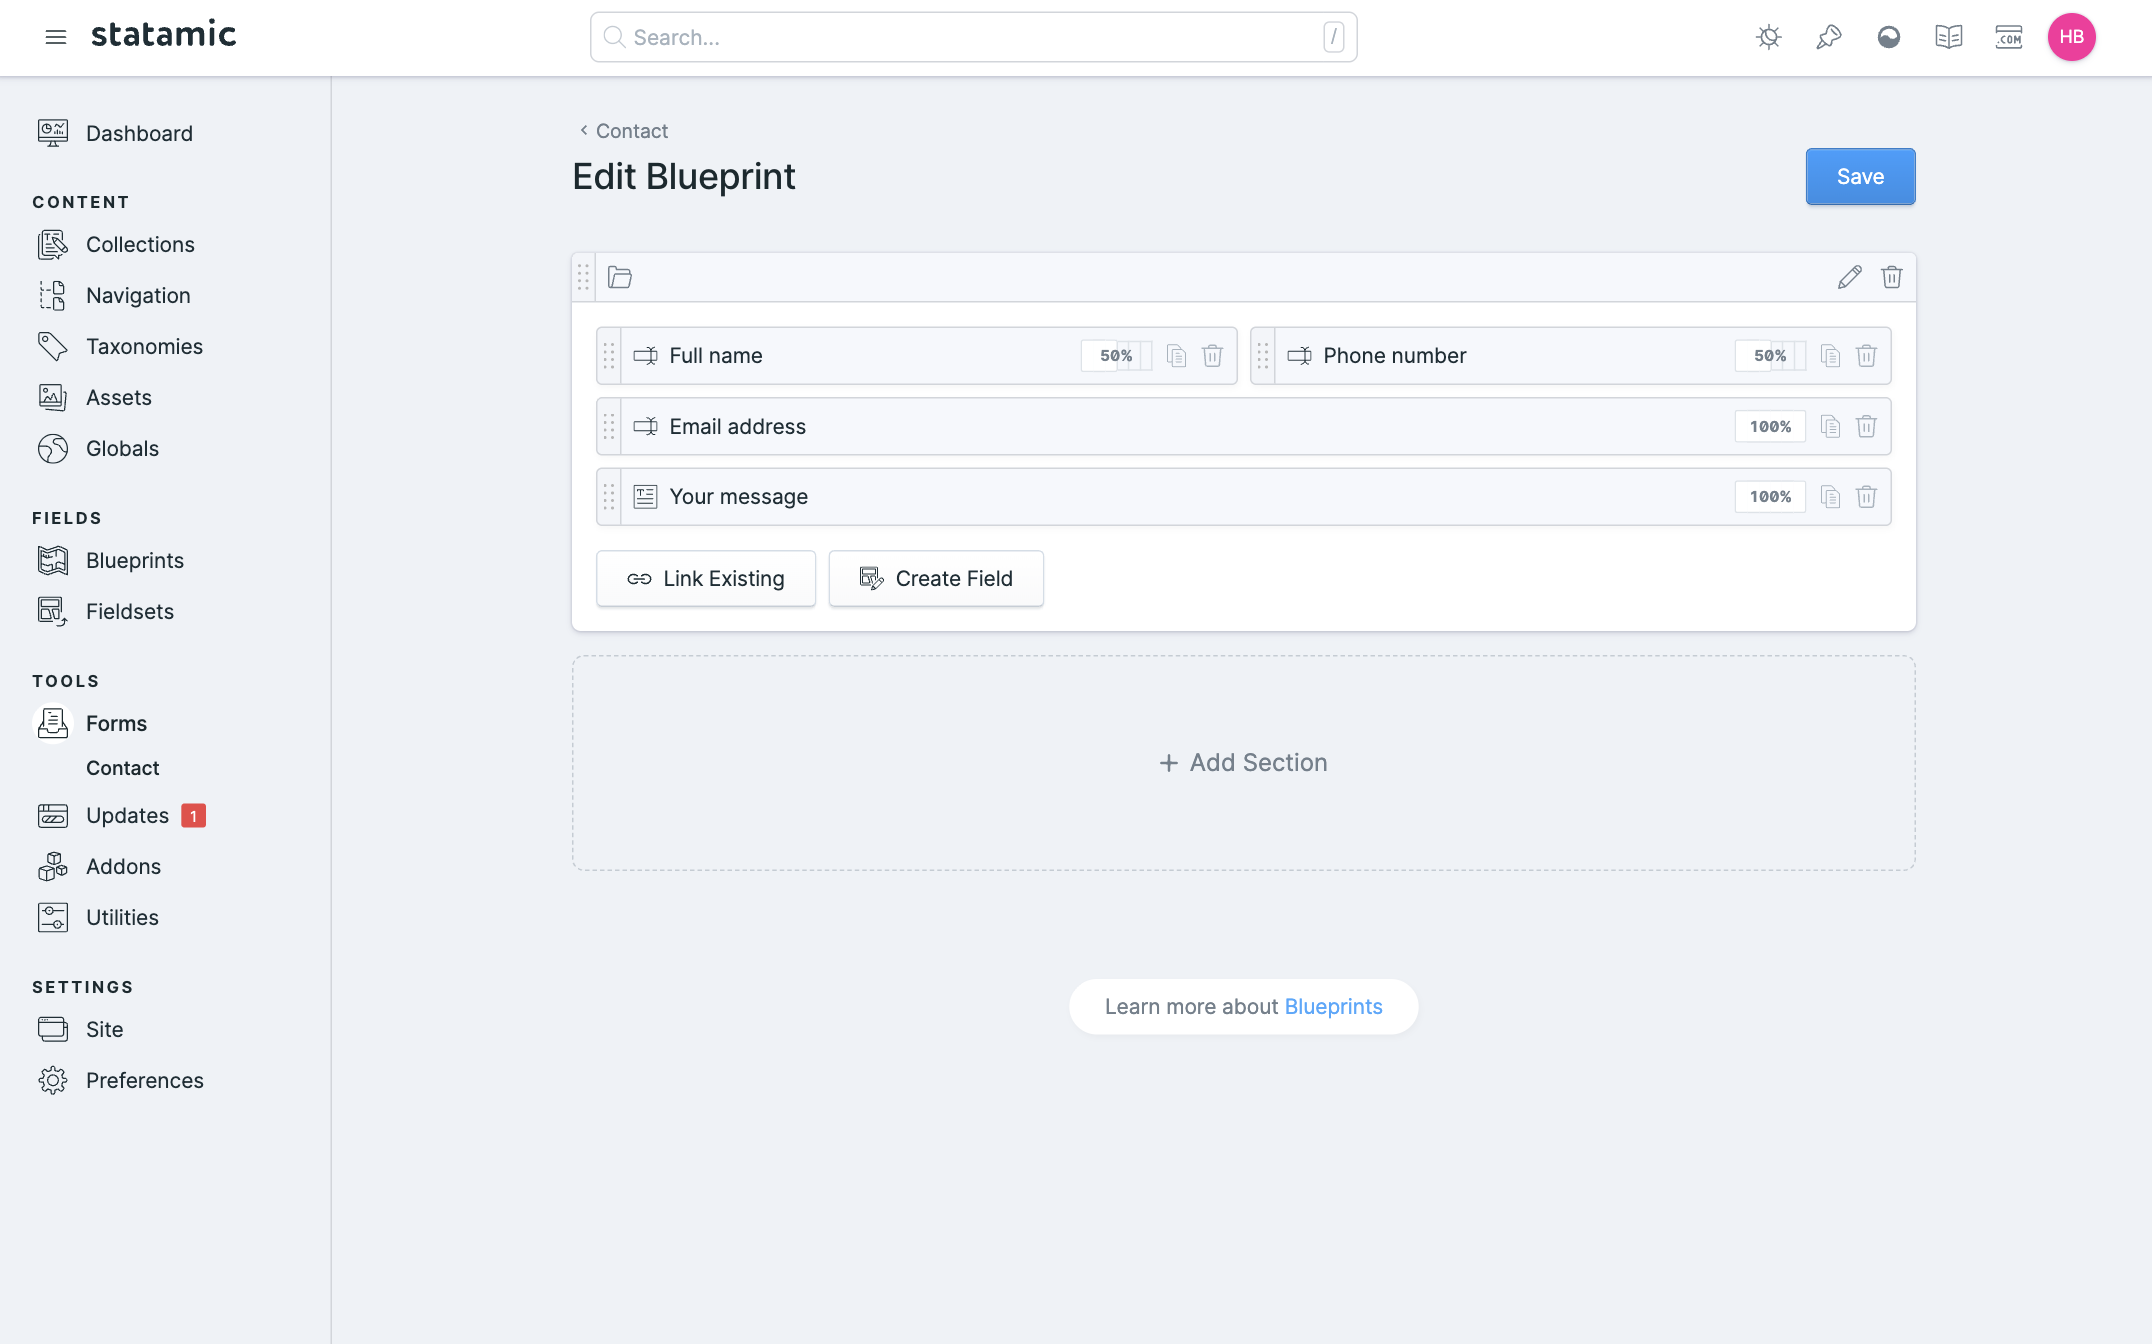 statamic
Search...
/
.COM
HB
Dashboard
CONTENT
Collections
Navigation
Taxonomies
Assets
Globals
FIELDS
Blueprints
Fieldsets
TOOLS
Forms
Contact
Updates 1
Addons
Utilities
SETTINGS
Site
Preferences
Contact
Edit Blueprint
Save
Full name 50%
Phone number 50%
Email address 100%
Your message 100%
Link Existing
Create Field
+ Add Section
Learn more about Blueprints